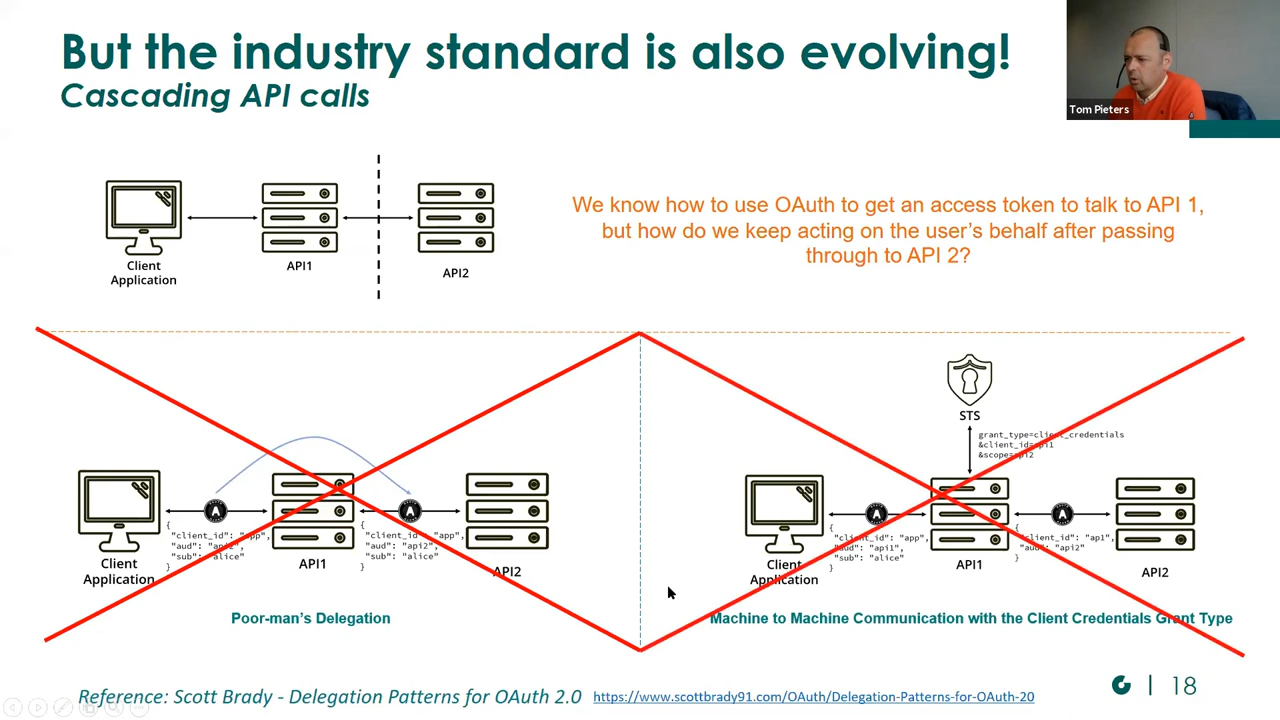 But the industry standard is also evolving!
Cascading API calls
Tom Pieters
Client
Application
API1
API2
We know how to use OAuth to get an access token to talk to API 1,
but how do we keep acting on the user’s behalf after passing
through to API 2?
Client
Application
{
"client_id": "app",
"aud": "api2",
"sub": "alice"
}
API1
{
"client_id": "app",
"aud": "api2",
"sub": "alice"
}
API2
Poor-man’s Delegation
STS
grant_type=client_credentials
&client_id=api1
&scope=api2
Client
Application
{
"client_id": "app",
"aud": "api1",
"sub": "alice"
}
API1
{
"client_id": "ap1",
"aud": "api2"
}
API2
Machine to Machine Communication with the Client Credentials Grant Type
Reference: Scott Brady - Delegation Patterns for OAuth 2.0
https://www.scottbrady91.com/OAuth/Delegation-Patterns-for-OAuth-20
18